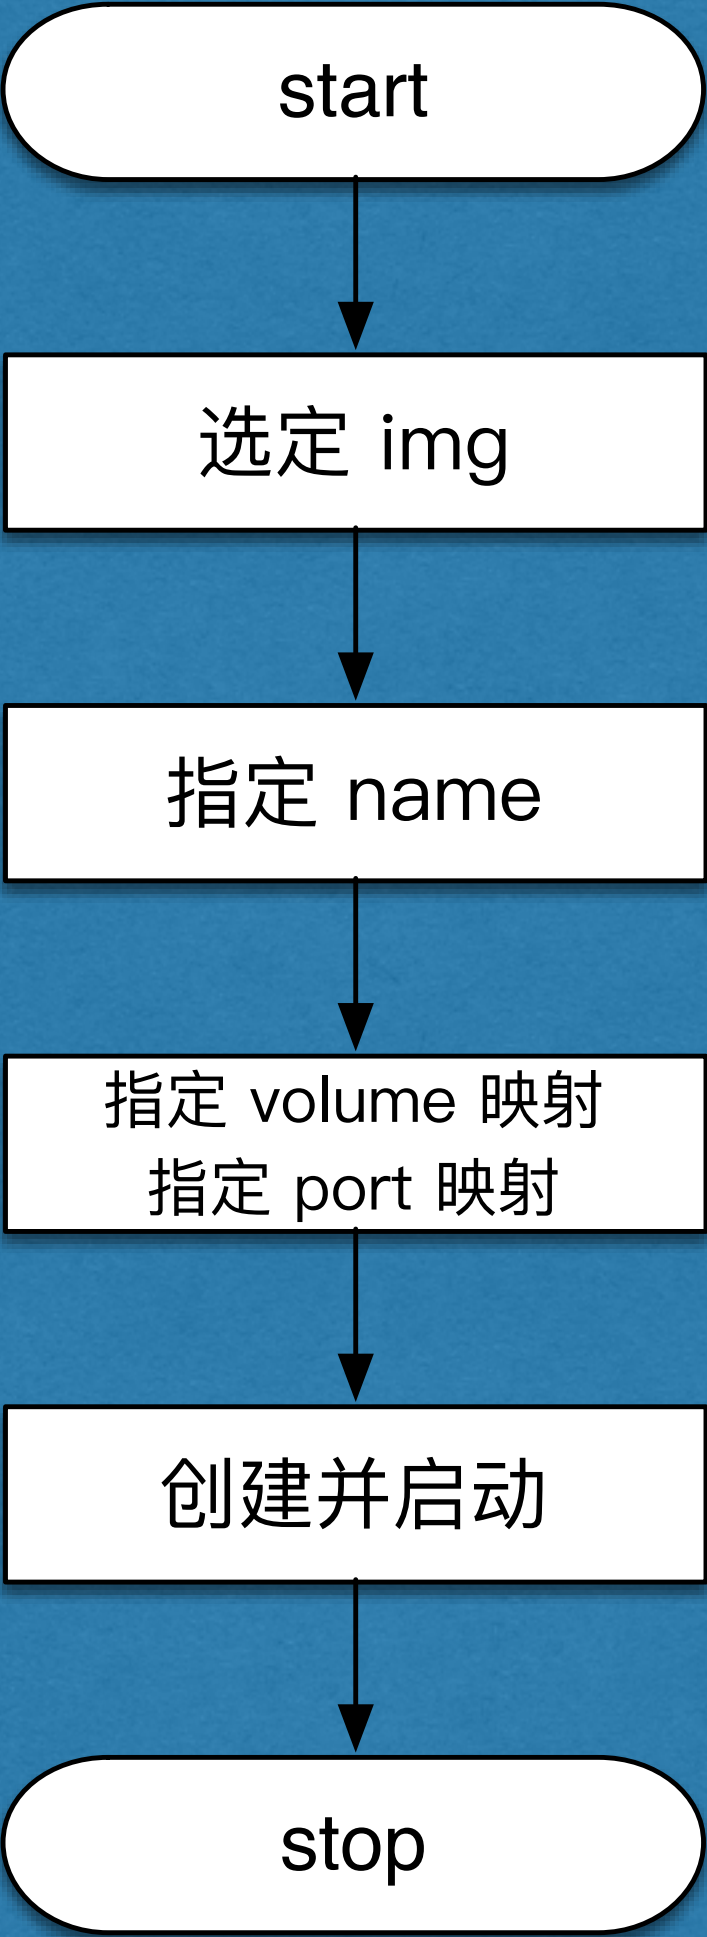 start
选定 img
指定 name
指定 volume 映射
指定 port 映射
创建并启动
stop